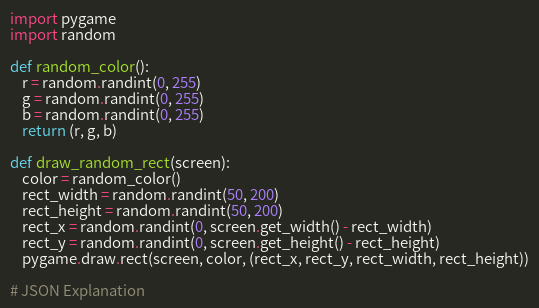 import pygame
import random

def random_color():
    r = random.randint(0, 255)
    g = random.randint(0, 255)
    b = random.randint(0, 255)
    return (r, g, b)

def draw_random_rect(screen):
    color = random_color()
    rect_width = random.randint(50, 200)
    rect_height = random.randint(50, 200)
    rect_x = random.randint(0, screen.get_width() - rect_width)
    rect_y = random.randint(0, screen.get_height() - rect_height)
    pygame.draw.rect(screen, color, (rect_x, rect_y, rect_width, rect_height))

# JSON Explanation